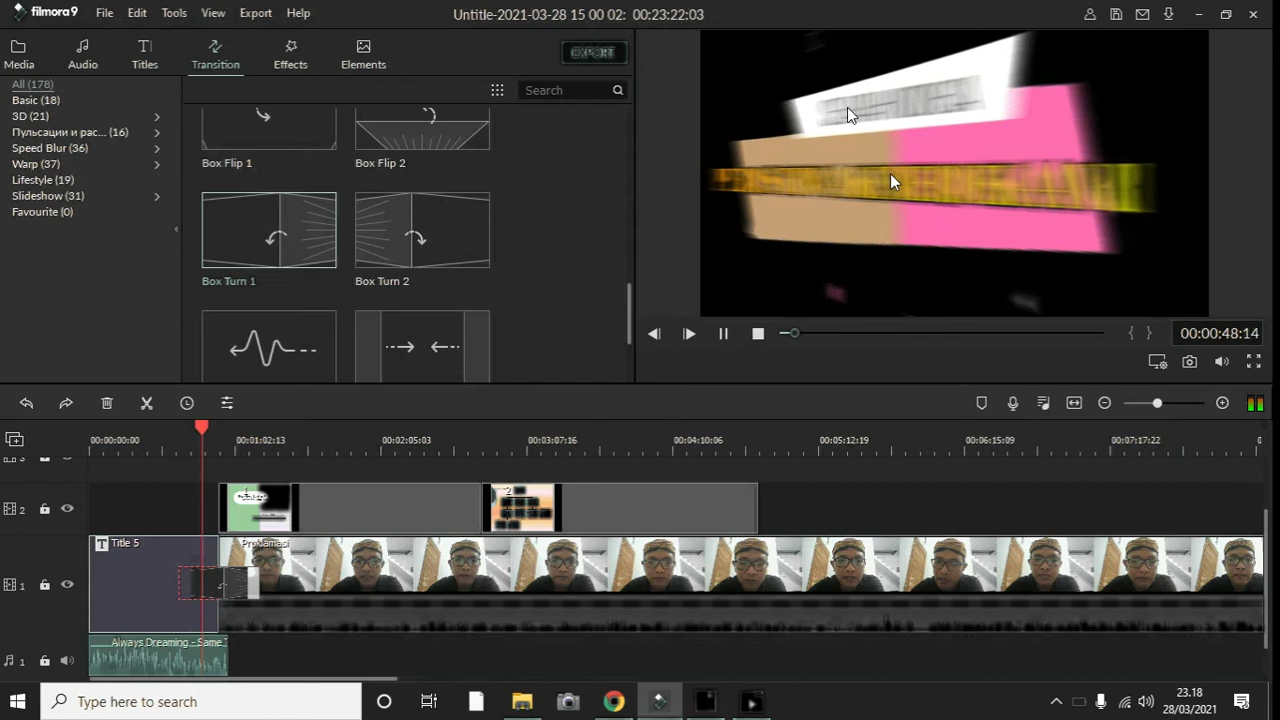 filmora9 File Edit Tools View Export Help Untitle-2021-03-28 15 00 02: 00:23:22:03
Media Audio Titles Transition Effects Elements EXPORT
All (178) Search
Basic (18)
3D (21)
Пульсации и рас... (16)
Speed Blur (36)
Warp (37)
Lifestyle (19)
Slideshow (31)
Favourite (0)
Box Flip 1 Box Flip 2
Box Turn 1 Box Turn 2
00:00:48:14
00:00:00:00 00:01:02:13 00:02:05:03 00:03:07:16 00:04:10:06 00:05:12:19 00:06:15:09 00:07:17:22
2
2
T Title 5 Proklamasi
1
Always Dreaming - Same
1
Type here to search
23.18
28/03/2021